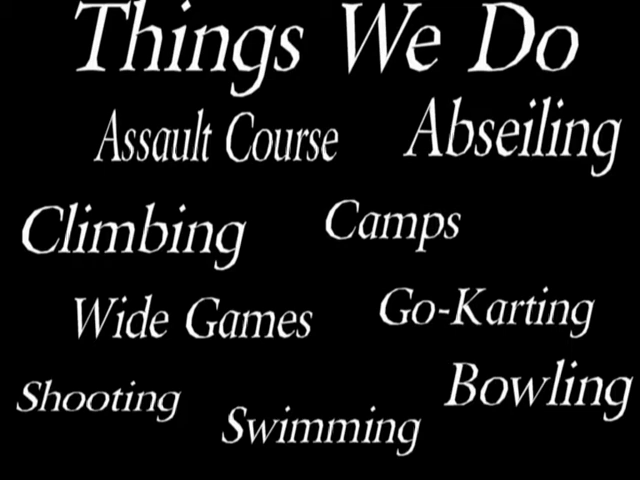 Things We Do
Assault Course
Abseiling
Climbing
Camps
Wide Games
Go-Karting
Shooting
Bowling
Swimming